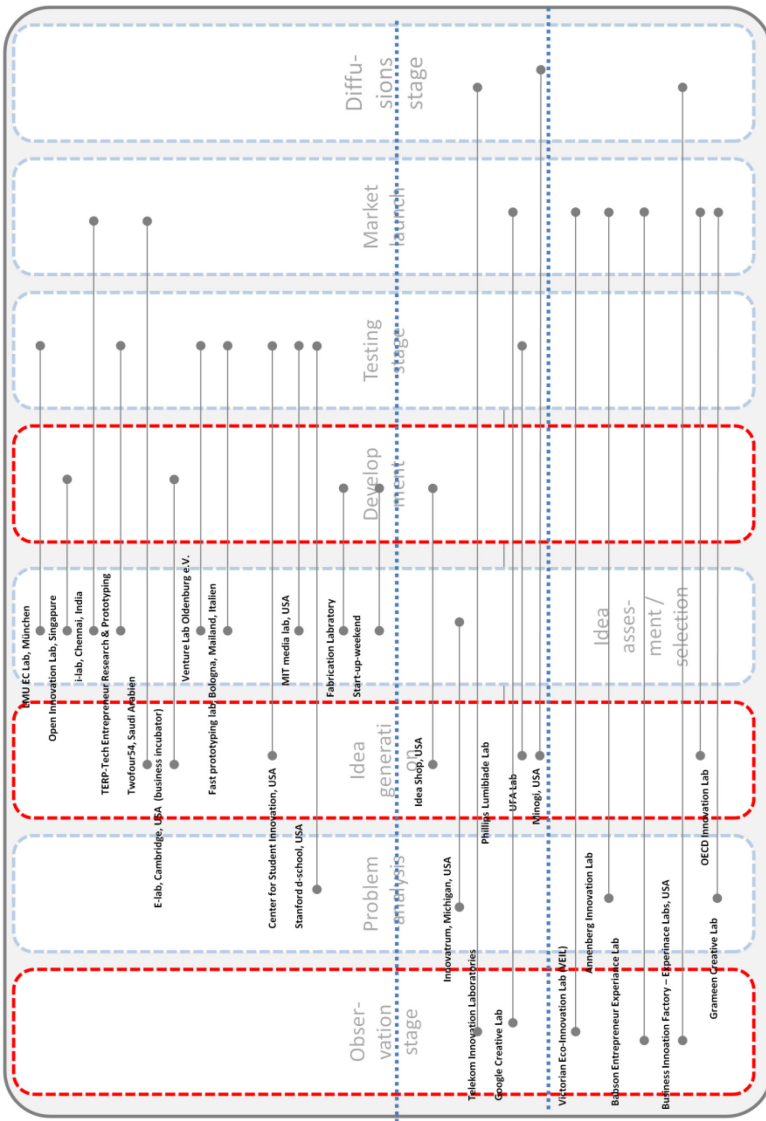 Diffu-
sions
stage
Market
launch
Testing
stage
Develop
ment
Idea
asses-
ment /
selection
Idea
generati
on
Problem
analysis
Obser-
vation
stage
LMU EC Lab, München
Open Innovation Lab, Singapure
i-lab, Chennai, India
TERP-Tech Entrepreneur Research & Prototyping
Twofour54, Saudi Arabien
E-lab, Cambridge, USA (business incubator)
Venture Lab Oldenburg e.V.
Fast prototyping lab, Bologna, Mailand, Italien
Center for Student Innovation, USA
MIT media lab, USA
Stanford d-school, USA
Fabrication Labratory
Start-up-weekend
Idea Shop, USA
Innovatrum, Michigan, USA
Telekom Innovation Laboratories
Phillips Lumiblade Lab
Google Creative Lab
UFA Lab
Minogi, USA
Victorian Eco-Innovation Lab (VEIL)
Annenberg Innovation Lab
Babson Entrepreneur Experiance Lab
Business Innoation Factory – Experinace Labs, USA
OECD Innovation Lab
Grameen Creative Lab